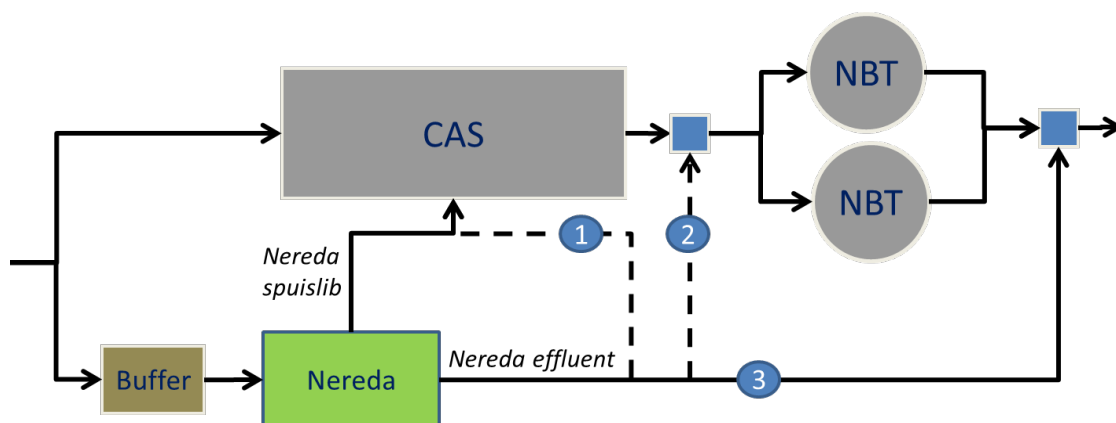 NBT
CAS
1
2
NBT
Nereda
spuislib
Nereda effluent
Buffer
Nereda
3